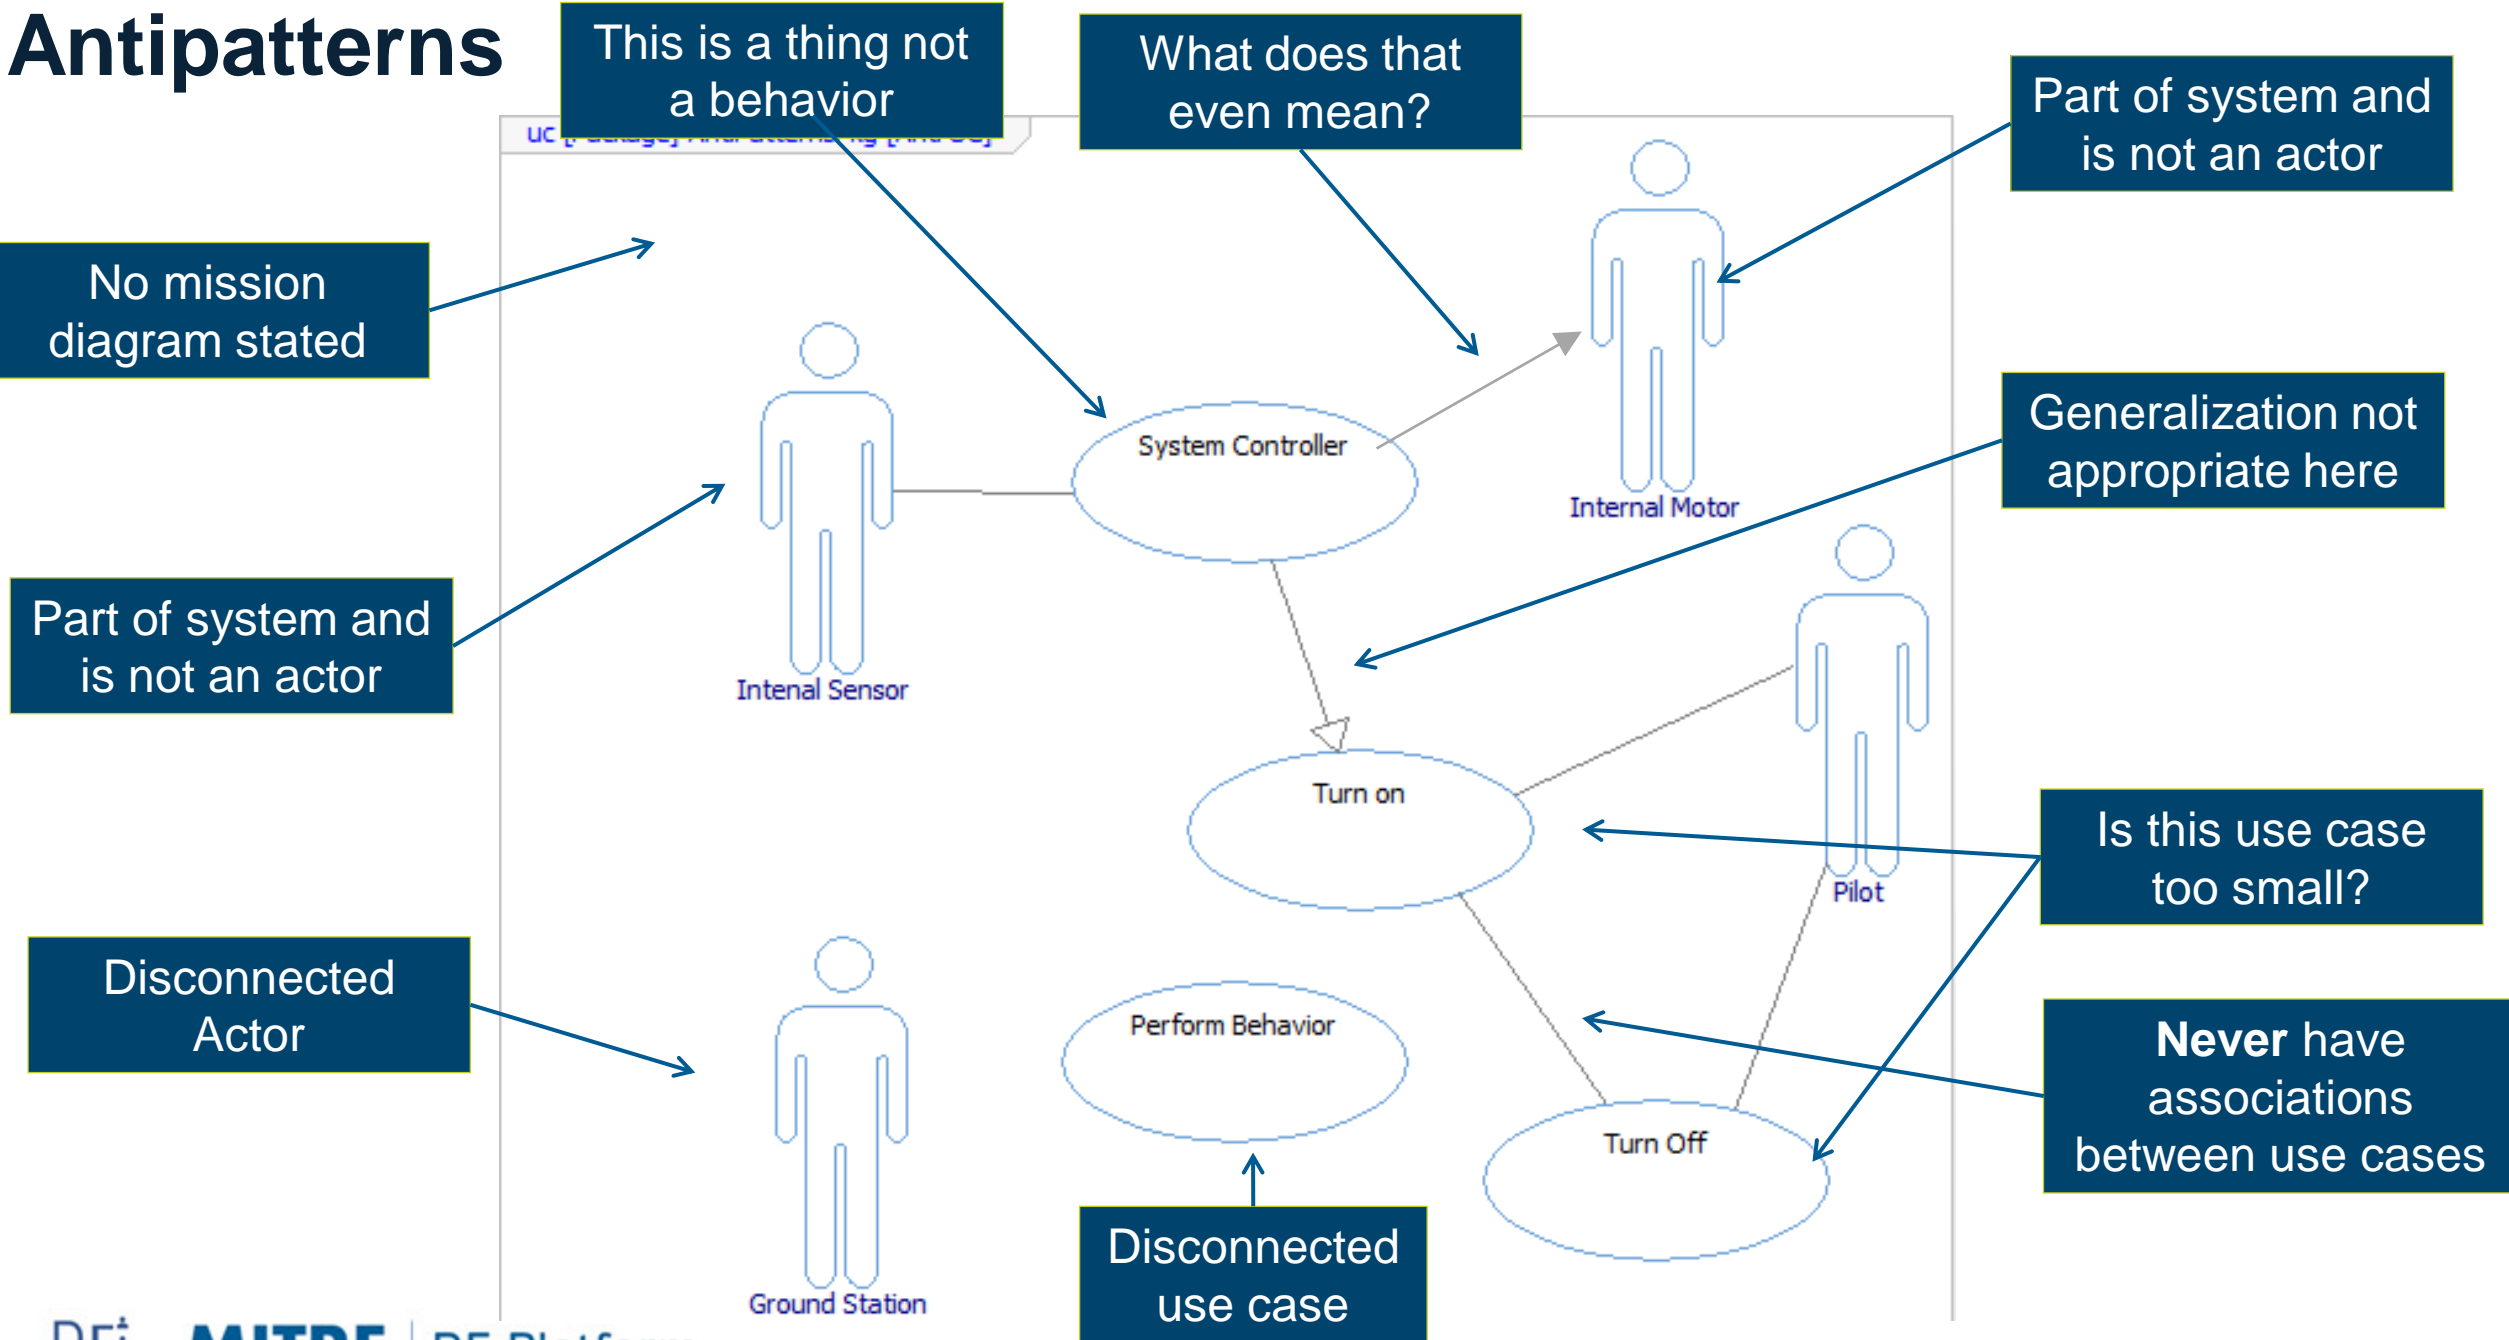 Antipatterns
This is a thing not
a behavior
What does that
even mean?
Part of system and
is not an actor
uc
No mission
diagram stated
System Controller
Generalization not
appropriate here
Internal Motor
Part of system and
is not an actor
Intenal Sensor
Turn on
Is this use case
too small?
Pilot
Disconnected
Actor
Perform Behavior
Never have
associations
between use cases
Turn Off
Disconnected
use case
Ground Station
MITRE